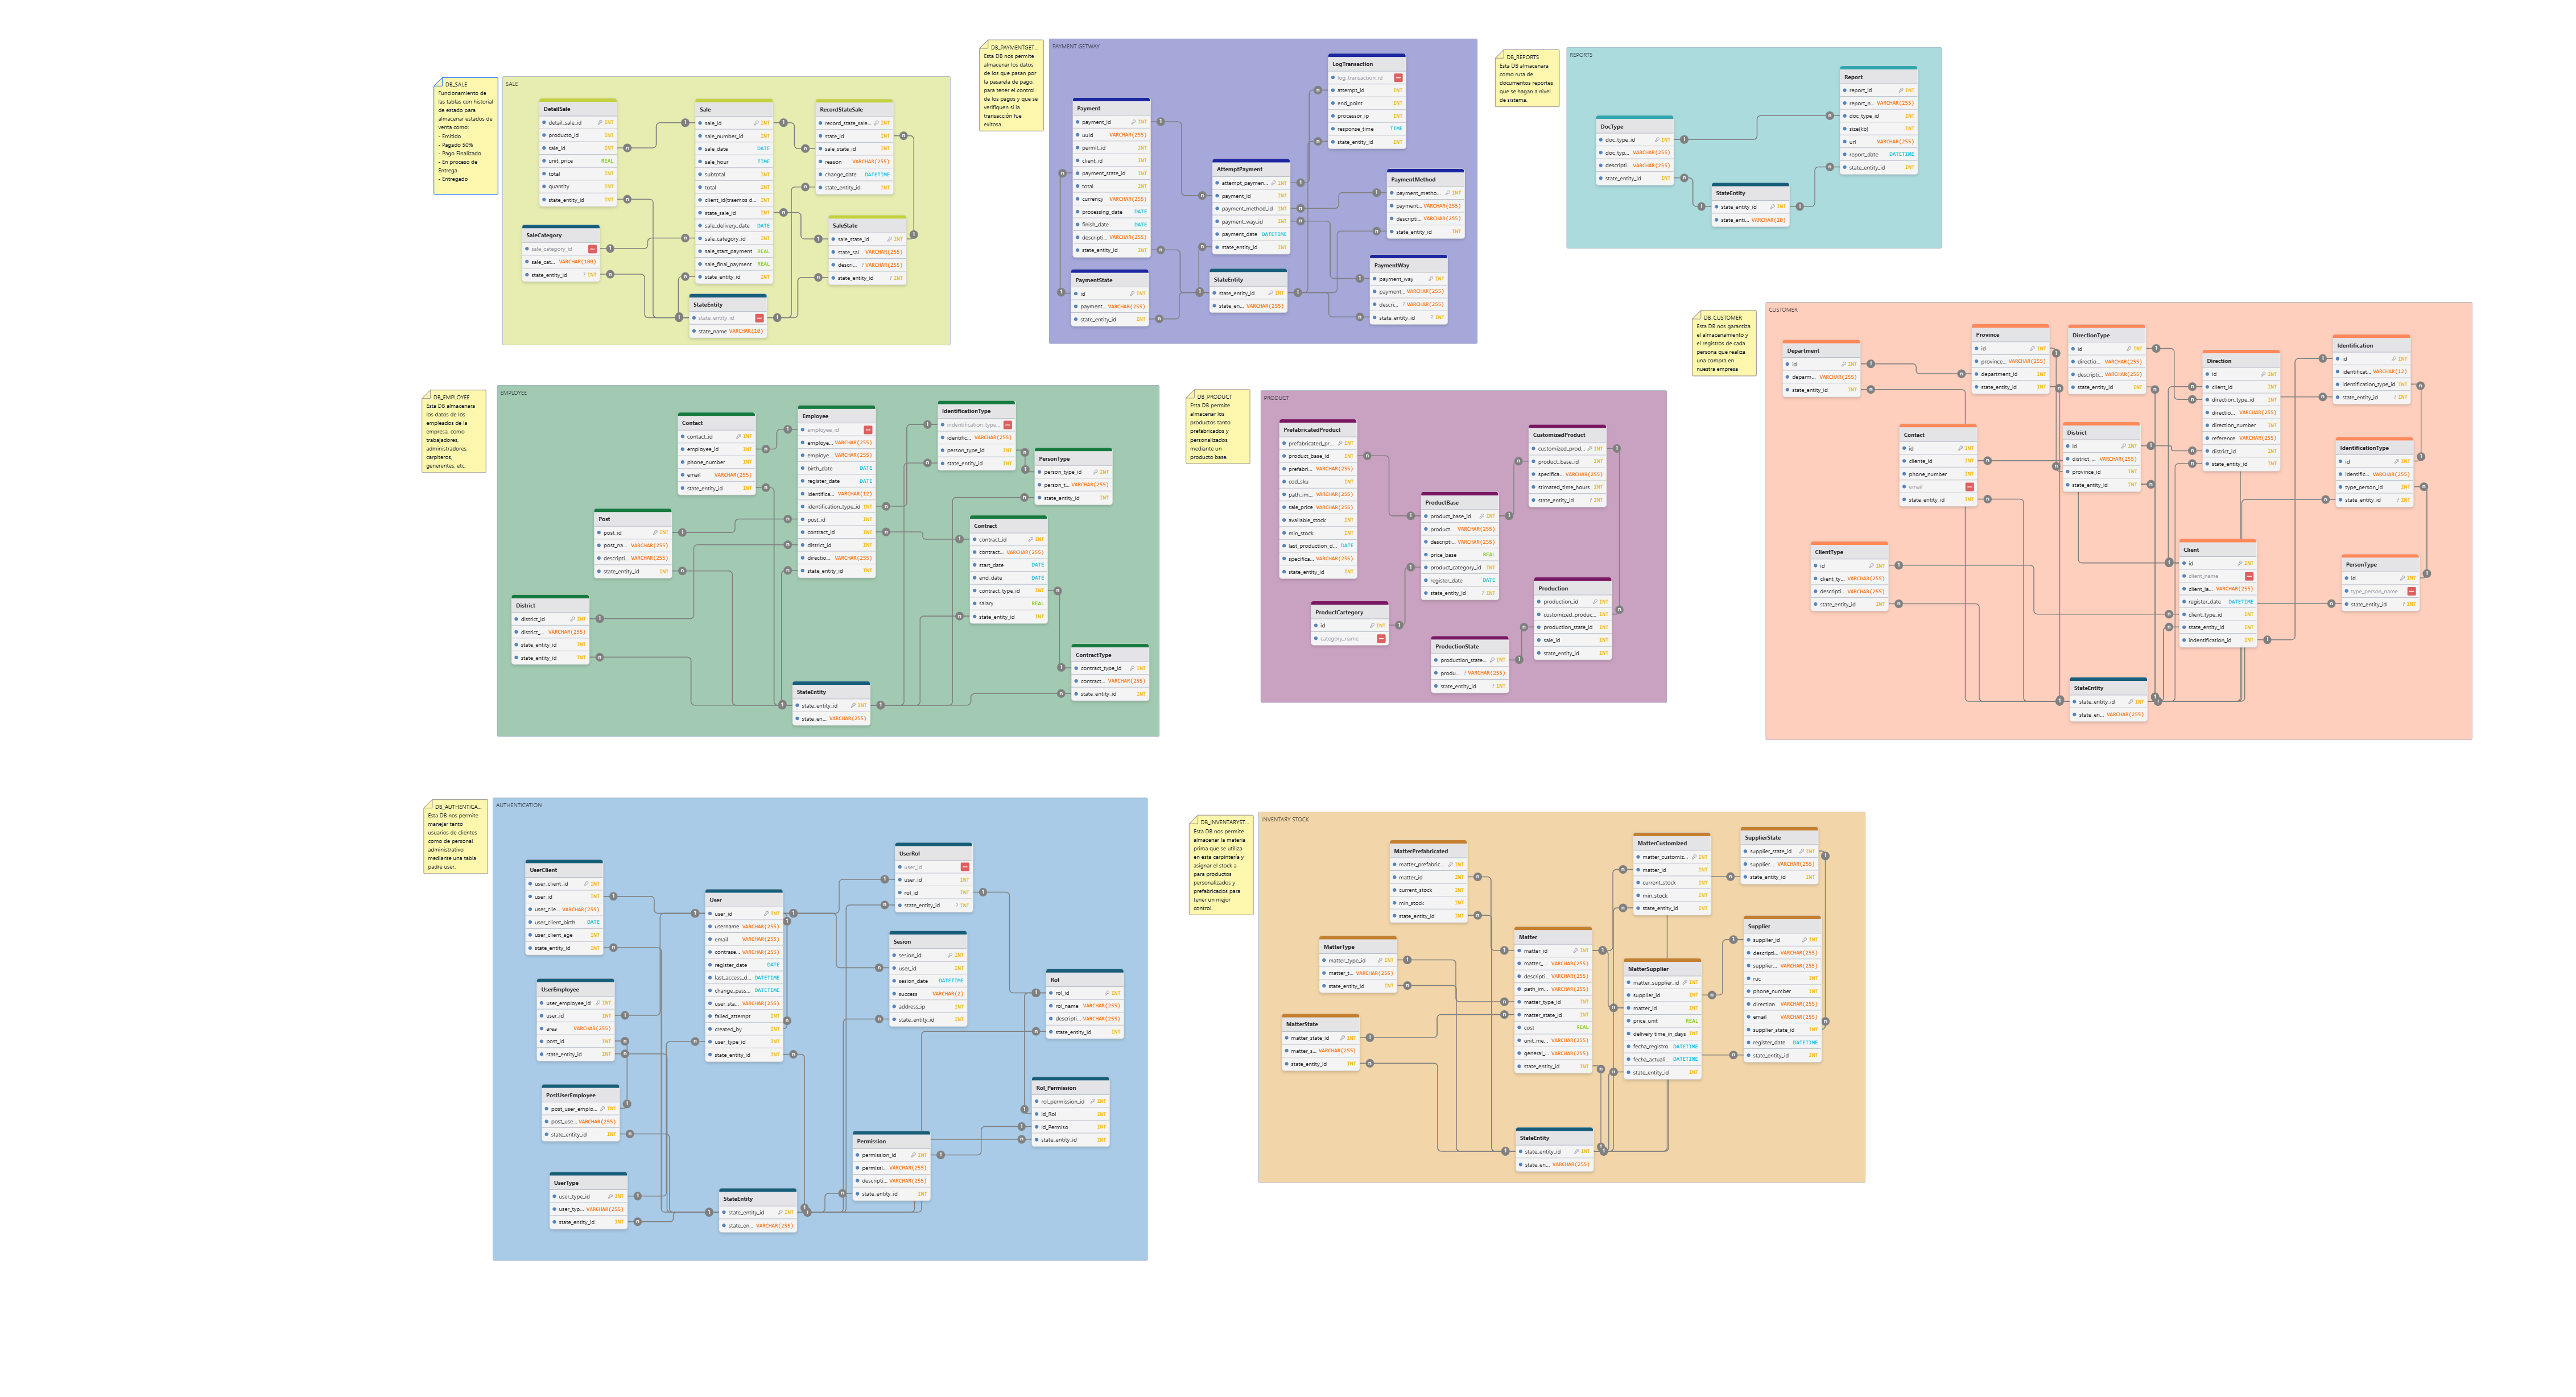 DB_SALE
Funcionamiento de
las tablas con historial
de estado para
almacenar estados de
venta como:
- Emitido
- Pagado 50%
- Pago Finalizado
- En proceso de
Entrega
- Entregado
SALE
DetailSale
detail_sale_id INT
producto_id INT
sale_id INT
unit_price REAL
total INT
quantity INT
state_entity_id INT
SaleCategory
sale_category_id
sale_cat... VARCHAR(100)
state_entity_id ? INT
Sale
sale_id INT
sale_number_id INT
sale_date DATE
sale_hour TIME
subtotal INT
total INT
client_id(traemos d... INT
state_sale_id INT
sale_delivery_date DATE
sale_category_id INT
sale_start_payment REAL
sale_final_payment REAL
state_entity_id INT
StateEntity
state_entity_id
state_name VARCHAR(10)
RecordStateSale
record_state_sale... INT
state_id INT
sale_state_id INT
reason VARCHAR(255)
change_date DATETIME
state_entity_id INT
SaleState
sale_state_id INT
state_sal... VARCHAR(255)
descri... ? VARCHAR(255)
state_entity_id ? INT
DB_PAYMENTGET...
Esta DB nos permite
almacenar los datos
de los que pasan por
la pasarela de pago,
para tener el control
de los pagos y que se
verifiquen si la
transacción fue
exitosa.
PAYMENT GETWAY
Payment
payment_id INT
uuid VARCHAR(255)
permit_id INT
client_id INT
payment_state_id INT
total INT
currency VARCHAR(255)
processing_date DATE
finish_date DATE
descripti... VARCHAR(255)
state_entity_id INT
PaymentState
id INT
payment... VARCHAR(255)
state_entity_id INT
AttemptPayment
attempt_paymen... INT
payment_id INT
payment_method_id INT
payment_way_id INT
payment_date DATETIME
state_entity_id INT
StateEntity
state_entity_id INT
state_en... VARCHAR(255)
LogTransaction
log_transaction_id
attempt_id INT
end_point INT
processor_ip INT
response_time TIME
state_entity_id INT
PaymentMethod
payment_metho... INT
payment... VARCHAR(255)
descripti... VARCHAR(255)
state_entity_id INT
PaymentWay
payment_way INT
payment... VARCHAR(255)
descri... ? VARCHAR(255)
state_entity_id ? INT
DB_REPORTS
Esta DB almacenara
como ruta de
documentos reportes
que se hagan a nivel
de sistema.
REPORTS
DocType
doc_type_id INT
doc_typ... VARCHAR(255)
descripti... VARCHAR(255)
state_entity_id INT
StateEntity
state_entity_id INT
state_enti... VARCHAR(10)
Report
report_id INT
report_n... VARCHAR(255)
doc_type_id INT
size(kb) INT
url VARCHAR(255)
report_date DATETIME
state_entity_id INT
DB_CUSTOMER
Esta DB nos garantiza
el almacenamiento y
el registros de cada
persona que realiza
una compra en
nuestra empresa
CUSTOMER
Department
id INT
deparm... VARCHAR(255)
state_entity_id INT
Province
id INT
province... VARCHAR(255)
department_id INT
state_entity_id INT
DirectionType
id INT
directio... VARCHAR(255)
descripti... VARCHAR(255)
state_entity_id INT
Direction
id INT
client_id INT
direction_type_id INT
directio... VARCHAR(255)
direction_number INT
reference VARCHAR(255)
district_id INT
state_entity_id INT
Identification
id INT
identificat... VARCHAR(12)
identification_type_id INT
state_entity_id ? INT
Contact
id INT
cliente_id INT
phone_number INT
email
state_entity_id INT
District
id INT
district_... VARCHAR(255)
province_id INT
state_entity_id INT
IdentificationType
id INT
identific... VARCHAR(255)
type_person_id INT
state_entity_id ? INT
ClientType
id INT
client_ty... VARCHAR(255)
descripti... VARCHAR(255)
state_entity_id INT
Client
id INT
client_name
client_la... VARCHAR(255)
register_date DATETIME
client_type_id INT
state_entity_id INT
indentification_id INT
PersonType
id INT
type_person_name
state_entity_id ? INT
StateEntity
state_entity_id INT
state_en... VARCHAR(255)
DB_EMPLOYEE
Esta DB almacenara
los datos de los
empleados de la
empresa, como
trabajadores,
administradores,
carpiteros,
generentes, etc.
EMPLOYEE
Contact
contact_id INT
employee_id INT
phone_number INT
email VARCHAR(255)
state_entity_id INT
Employee
employee_id
employe... VARCHAR(255)
employe... VARCHAR(255)
birth_date DATE
register_date DATE
identifica... VARCHAR(12)
identification_type_id INT
post_id INT
contract_id INT
district_id INT
directio... VARCHAR(255)
state_entity_id INT
IdentificationType
indentification_type...
identific... VARCHAR(255)
person_type_id INT
state_entity_id INT
PersonType
person_type_id INT
person_t... VARCHAR(255)
state_entity_id INT
Post
post_id INT
post_na... VARCHAR(255)
descripti... VARCHAR(255)
state_entity_id INT
Contract
contract_id INT
contract... VARCHAR(255)
start_date DATE
end_date DATE
contract_type_id INT
salary REAL
state_entity_id INT
District
district_id INT
district_... VARCHAR(255)
state_entity_id INT
state_entity_id INT
ContractType
contract_type_id INT
contract... VARCHAR(255)
state_entity_id INT
StateEntity
state_entity_id INT
state_en... VARCHAR(255)
DB_PRODUCT
Esta DB permite
almacenar los
productos tanto
prefabricados y
personalizados
mediante un
producto base.
PRODUCT
PrefabricatedProduct
prefabricated_pr... INT
product_base_id INT
prefabri... VARCHAR(255)
cod_sku INT
path_im... VARCHAR(255)
sale_price VARCHAR(255)
available_stock INT
min_stock INT
last_production_d... DATE
specifica... VARCHAR(255)
state_entity_id INT
ProductCartegory
id INT
category_name
ProductBase
product_base_id INT
product... VARCHAR(255)
descripti... VARCHAR(255)
price_base REAL
product_category_id INT
register_date DATE
state_entity_id ? INT
CustomizedProduct
customized_prod... INT
product_base_id INT
specifica... VARCHAR(255)
stimated_time_hours INT
state_entity_id ? INT
Production
production_id INT
customized_produc... INT
production_state_id INT
sale_id INT
state_entity_id INT
ProductionState
production_state... INT
produ... ? VARCHAR(255)
state_entity_id ? INT
DB_AUTHENTICA...
Esta DB nos permite
manejar tanto
usuarios de clientes
como de personal
administrativo
mediante una tabla
padre user.
AUTHENTICATION
UserClient
user_client_id INT
user_id INT
user_clie... VARCHAR(255)
user_client_birth DATE
user_client_age INT
state_entity_id INT
UserEmployee
user_employee_id INT
user_id INT
area VARCHAR(255)
post_id INT
state_entity_id INT
PostUserEmployee
post_user_emplo... INT
post_use... VARCHAR(255)
state_entity_id INT
UserType
user_type_id INT
user_typ... VARCHAR(255)
state_entity_id INT
User
user_id INT
username VARCHAR(255)
email VARCHAR(255)
contrase... VARCHAR(255)
register_date DATE
last_access_d... DATETIME
change_pass... DATETIME
user_sta... VARCHAR(255)
failed_attempt INT
created_by INT
user_type_id INT
state_entity_id INT
StateEntity
state_entity_id INT
state_en... VARCHAR(255)
UserRol
user_id
user_id INT
rol_id INT
state_entity_id ? INT
Sesion
sesion_id INT
user_id INT
sesion_date DATETIME
success VARCHAR(2)
address_ip INT
state_entity_id INT
Rol
rol_id INT
rol_name VARCHAR(255)
descripti... VARCHAR(255)
state_entity_id INT
Rol_Permission
rol_permission_id INT
id_Rol INT
id_Permiso INT
state_entity_id INT
Permission
permission_id INT
permissi... VARCHAR(255)
descripti... VARCHAR(255)
state_entity_id INT
DB_INVENTARYST...
Esta DB nos permite
almacenar la materia
prima que se utiliza
en esta carpintería y
asignar el stock a
para productos
personalizados y
prefabricados para
tener un mejor
control.
INVENTARY STOCK
MatterPrefabricated
matter_prefabric... INT
matter_id INT
current_stock INT
min_stock INT
state_entity_id INT
MatterType
matter_type_id INT
matter_t... VARCHAR(255)
state_entity_id INT
MatterState
matter_state_id INT
matter_s... VARCHAR(255)
state_entity_id INT
Matter
matter_id INT
matter_... VARCHAR(255)
descripti... VARCHAR(255)
path_im... VARCHAR(255)
matter_type_id INT
matter_state_id INT
cost REAL
unit_me... VARCHAR(255)
general_... VARCHAR(255)
state_entity_id INT
MatterCustomized
matter_customiz... INT
matter_id INT
current_stock INT
min_stock INT
state_entity_id INT
MatterSupplier
matter_supplier_id INT
supplier_id INT
matter_id INT
price_unit REAL
delivery time_in_days INT
fecha_registro DATETIME
fecha_actuali... DATETIME
state_entity_id INT
SupplierState
supplier_state_id INT
supplier... VARCHAR(255)
state_entity_id INT
Supplier
supplier_id INT
descripti... VARCHAR(255)
supplier... VARCHAR(255)
ruc INT
phone_number INT
direction VARCHAR(255)
email VARCHAR(255)
supplier_state_id INT
register_date DATETIME
state_entity_id INT
StateEntity
state_entity_id INT
state_en... VARCHAR(255)